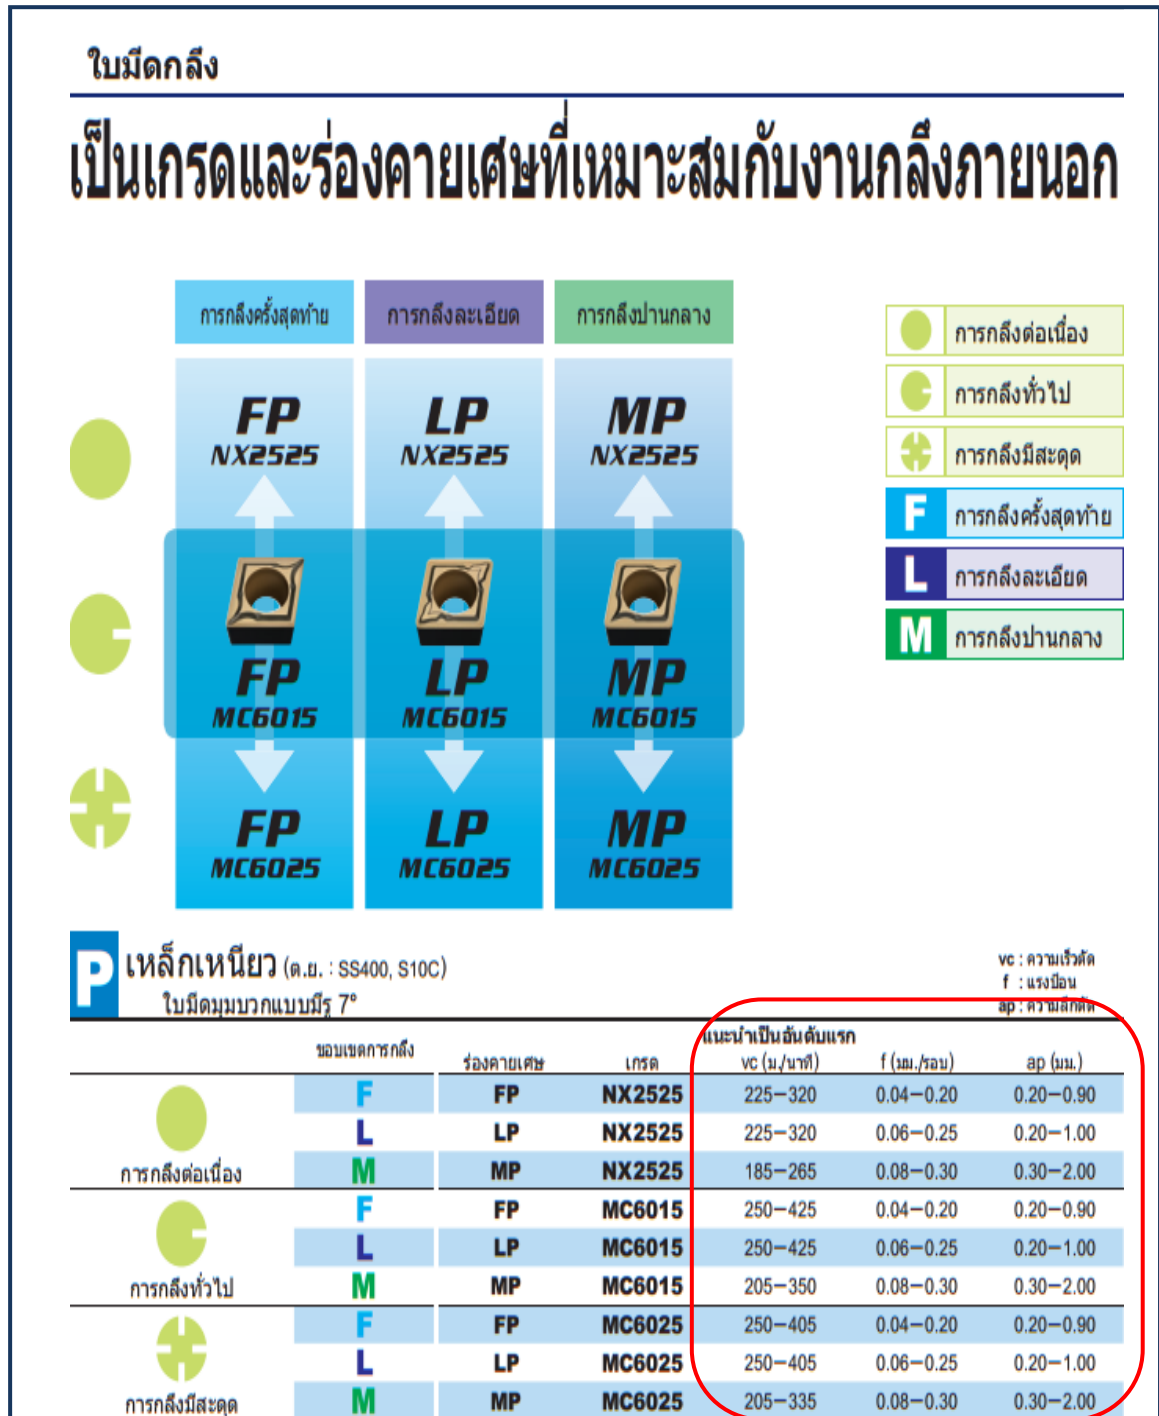 ใบมีดกลึง
เป็นเกรดและร่องคายเศษที่เหมาะสมกับงานกลึงภายนอก
การกลึงครั้งสุดท้าย การกลึงละเอียด การกลึงปานกลาง
FP LP MP
NX2525 NX2525 NX2525
FP LP MP
MC6015 MC6015 MC6015
FP LP MP
MC6025 MC6025 MC6025
การกลึงต่อเนื่อง
การกลึงทั่วไป
การกลึงมีสะดุด
F การกลึงครั้งสุดท้าย
L การกลึงละเอียด
M การกลึงปานกลาง
P เหล็กเหนียว (ต.ย. : SS400, S10C)
ใบมีดมุมบวกแบบมีรู 7°
vc : ความเร็วตัด
f : แรงป้อน
ap : ความลึกตัด
แนะนำเป็นอันดับแรก
ขอบเขตการกลึง ร่องคายเศษ เกรด vc (ม./นาที) f (มม./รอบ) ap (มม.)
F FP NX2525 225−320 0.04−0.20 0.20−0.90
L LP NX2525 225−320 0.06−0.25 0.20−1.00
การกลึงต่อเนื่อง M MP NX2525 185−265 0.08−0.30 0.30−2.00
F FP MC6015 250−425 0.04−0.20 0.20−0.90
L LP MC6015 250−425 0.06−0.25 0.20−1.00
การกลึงทั่วไป M MP MC6015 205−350 0.08−0.30 0.30−2.00
F FP MC6025 250−405 0.04−0.20 0.20−0.90
L LP MC6025 250−405 0.06−0.25 0.20−1.00
การกลึงมีสะดุด M MP MC6025 205−335 0.08−0.30 0.30−2.00